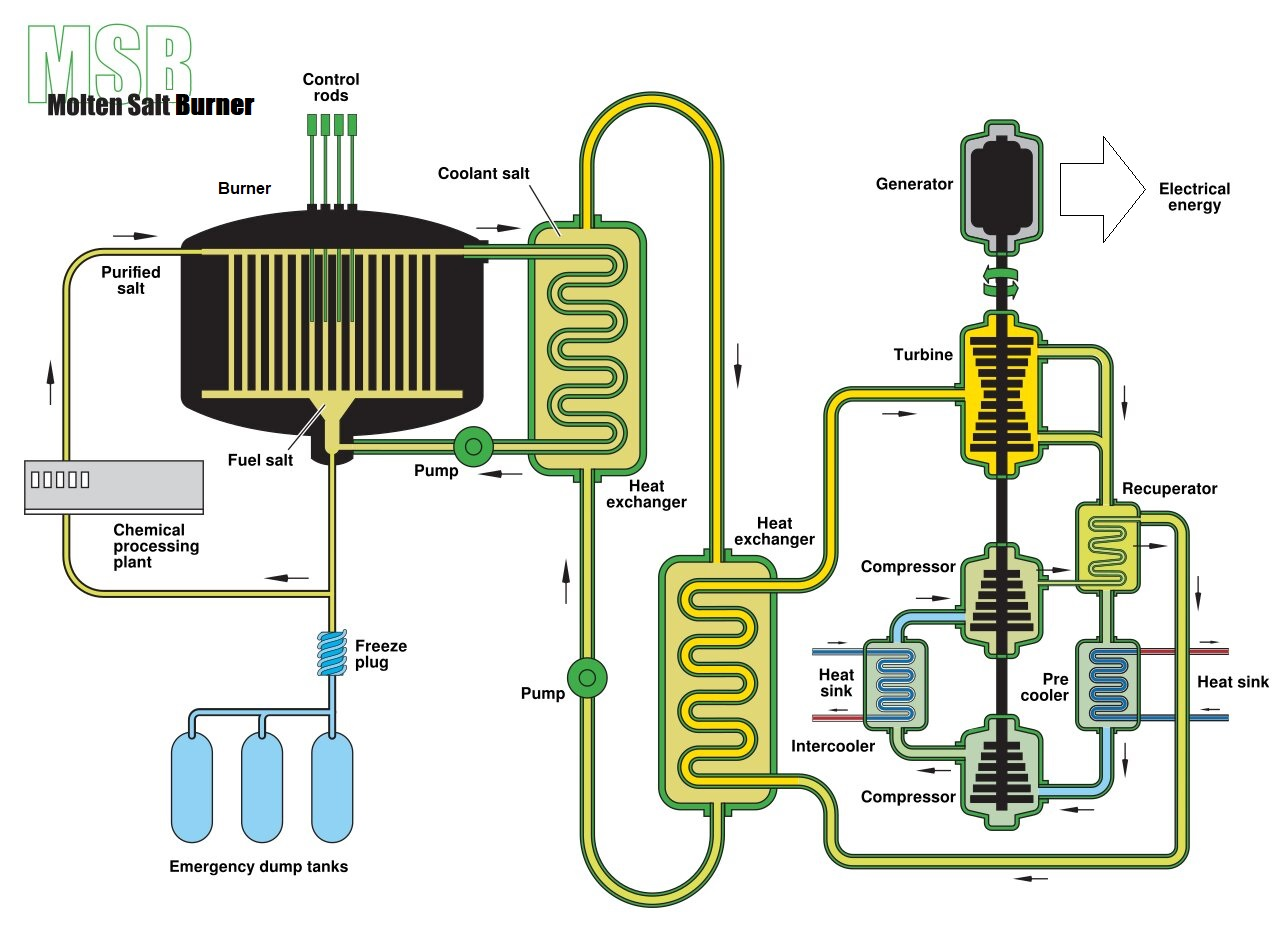 MSB
Molten Salt Burner
Control
rods
Burner
Coolant salt
Generator
Electrical
energy
Purified
salt
Turbine
Fuel salt
Pump
Heat
exchanger
Recuperator
Chemical
processing
plant
Heat
exchanger
Compressor
Freeze
plug
Pump
Heat
sink
Pre
cooler
Heat sink
Intercooler
Compressor
Emergency dump tanks